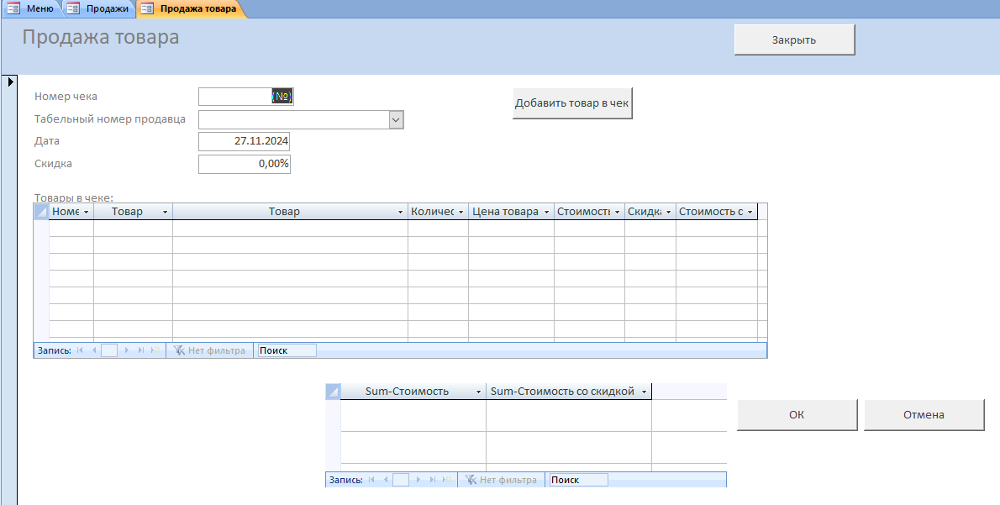 Меню Продажи Продажа товара
Продажа товара
Закрыть
Номер чека (№)
Добавить товар в чек
Табельный номер продавца
Дата 27.11.2024
Скидка 0,00%
Товары в чеке:
Номе Товар Товар Количес Цена товара Стоимость Скидка Стоимость с
Запись: Нет фильтра Поиск
Sum-Стоимость Sum-Стоимость со скидкой
ОК Отмена
Запись: Нет фильтра Поиск